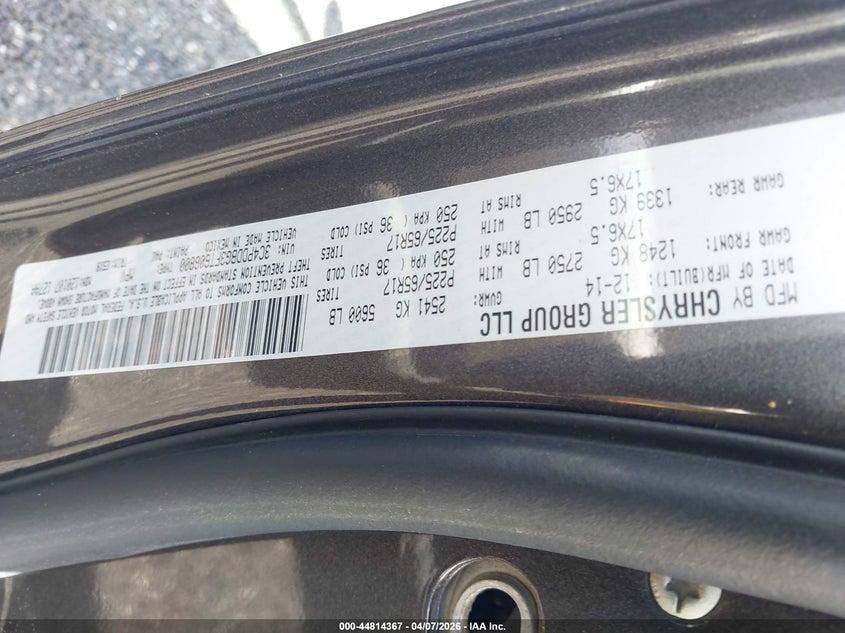 MFD BY CHRYSLER GROUP LLC
DATE OF MFR(BUILT): 12-14
GVWR:
2541 KG
5600 LB
GAWR FRONT:
1248 KG
2750 LB
WITH
P225/65R17
TIRES
17X6.5
RIMS AT
250 KPA ( 36 PSI) COLD
GAWR REAR:
1339 KG
2950 LB
WITH
P225/65R17
TIRES
17X6.5
RIMS AT
250 KPA ( 36 PSI) COLD
THIS VEHICLE CONFORMS TO ALL APPLICABLE U.S.A. FEDERAL MOTOR VEHICLE SAFETY AND
THEFT PREVENTION STANDARDS IN EFFECT ON THE DATE OF MANUFACTURE SHOWN ABOVE
VIN:
TYPE: MPV
VEHICLE MADE IN MEXICO
PAINT:
000-44814367 - 04/07/2026 - IAA Inc.